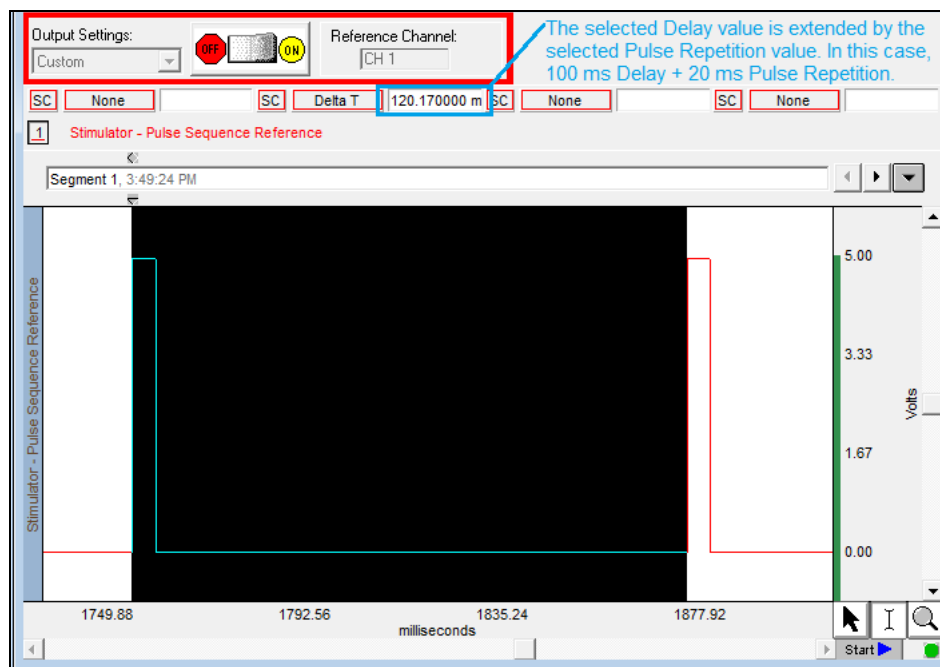 Output Settings:
Custom
OFF
ON
Reference Channel:
CH 1
The selected Delay value is extended by the
selected Pulse Repetition value. In this case,
100 ms Delay + 20 ms Pulse Repetition.
SC None SC Delta T 120.170000 m SC None SC None
1 Stimulator - Pulse Sequence Reference
Segment 1, 3:49:24 PM
Stimulator - Pulse Sequence Reference
5.00
3.33
1.67
0.00
Volts
1749.88 1792.56 1835.24 1877.92
milliseconds
Start